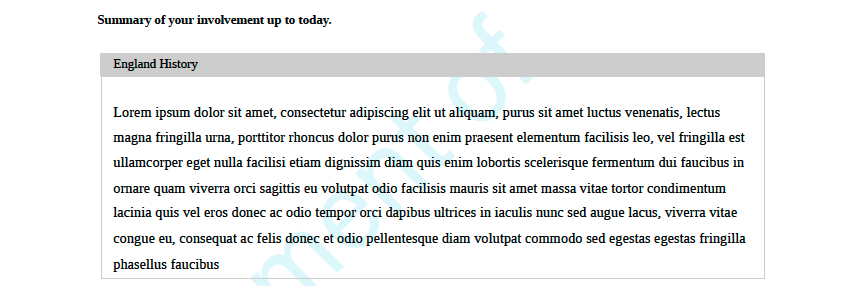 Summary of your involvement up to today.
England History
Lorem ipsum dolor sit amet, consectetur adipiscing elit ut aliquam, purus sit amet luctus venenatis, lectus
magna fringilla urna, porttitor rhoncus dolor purus non enim praesent elementum facilisis leo, vel fringilla est
ullamcorper eget nulla facilisi etiam dignissim diam quis enim lobortis scelerisque fermentum dui faucibus in
ornare quam viverra orci sagittis eu volutpat odio facilisis mauris sit amet massa vitae tortor condimentum
lacinia quis vel eros donec ac odio tempor orci dapibus ultrices in iaculis nunc sed augue lacus, viverra vitae
congue eu, consequat ac felis donec et odio pellentesque diam volutpat commodo sed egestas egestas fringilla
phasellus faucibus
ment of